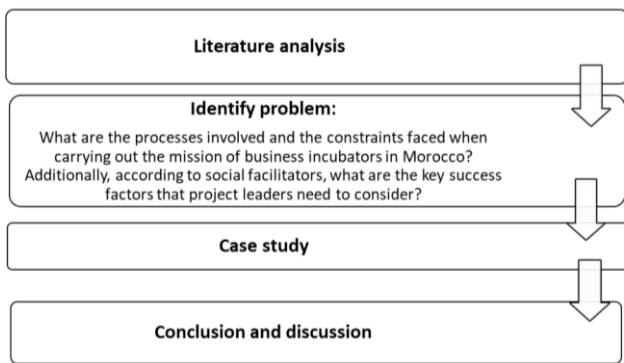 Literature analysis
Identify problem:
What are the processes involved and the constraints faced when
carrying out the mission of business incubators in Morocco?
Additionally, according to social facilitators, what are the key success
factors that project leaders need to consider?
Case study
Conclusion and discussion